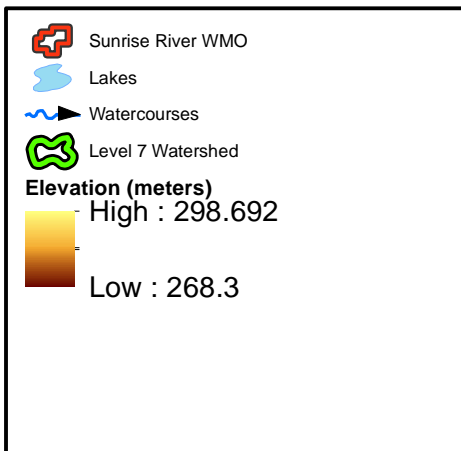 Sunrise River WMO
Lakes
Watercourses
Level 7 Watershed
Elevation (meters)
High : 298.692
Low : 268.3